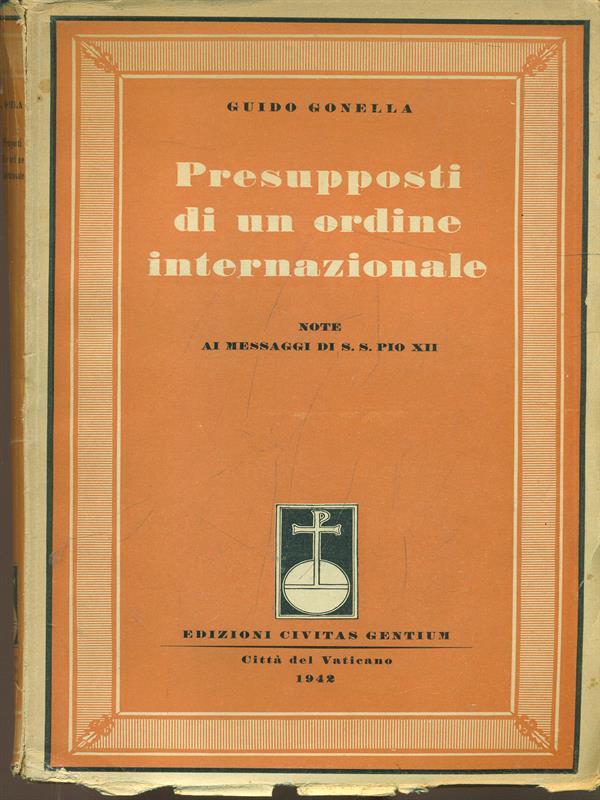 GUIDO GONELLA
Presupposti
di un ordine
internazionale
NOTE
AI MESSAGGI DI S. S. PIO XII
EDIZIONI CIVITAS GENTIUM
Città del Vaticano
1942